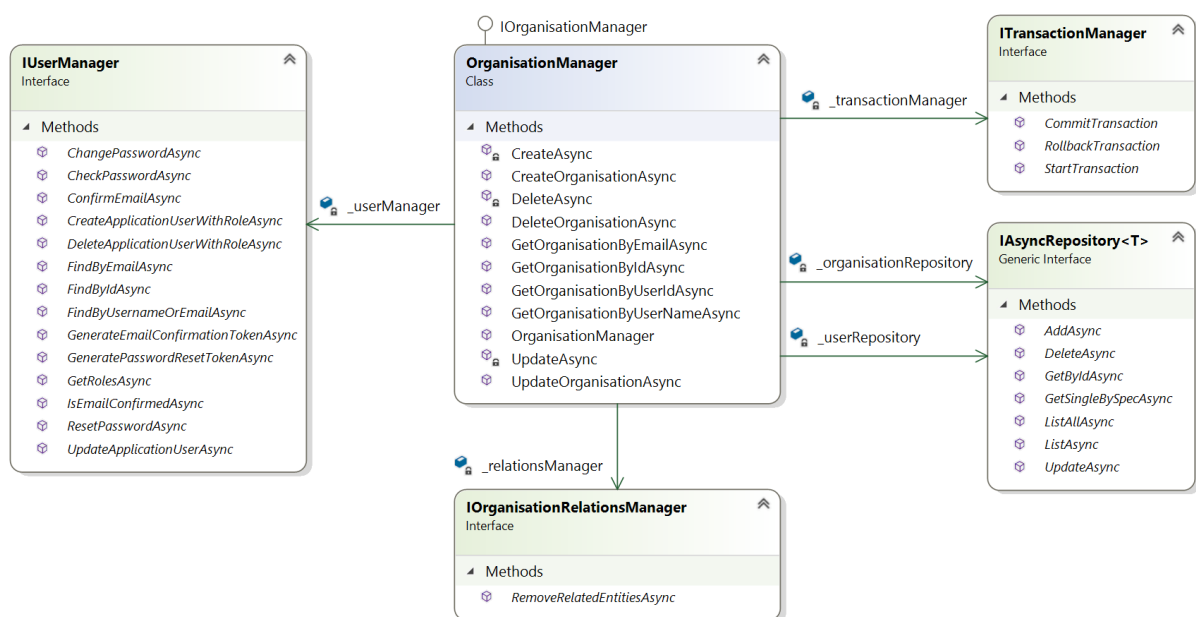 IOrganisationManager
IUserManager
Interface
Methods
ChangePasswordAsync
CheckPasswordAsync
ConfirmEmailAsync
CreateApplicationUserWithRoleAsync
DeleteApplicationUserWithRoleAsync
FindByEmailAsync
FindByIdAsync
FindByUsernameOrEmailAsync
GenerateEmailConfirmationTokenAsync
GeneratePasswordResetTokenAsync
GetRolesAsync
IsEmailConfirmedAsync
ResetPasswordAsync
UpdateApplicationUserAsync
_userManager
OrganisationManager
Class
Methods
CreateAsync
CreateOrganisationAsync
DeleteAsync
DeleteOrganisationAsync
GetOrganisationByEmailAsync
GetOrganisationByIdAsync
GetOrganisationByUserIdAsync
GetOrganisationByUserNameAsync
OrganisationManager
UpdateAsync
UpdateOrganisationAsync
_transactionManager
ITransactionManager
Interface
Methods
CommitTransaction
RollbackTransaction
StartTransaction
_organisationRepository
_userRepository
IAsyncRepository<T>
Generic Interface
Methods
AddAsync
DeleteAsync
GetByIdAsync
GetSingleBySpecAsync
ListAllAsync
ListAsync
UpdateAsync
_relationsManager
IOrganisationRelationsManager
Interface
Methods
RemoveRelatedEntitiesAsync